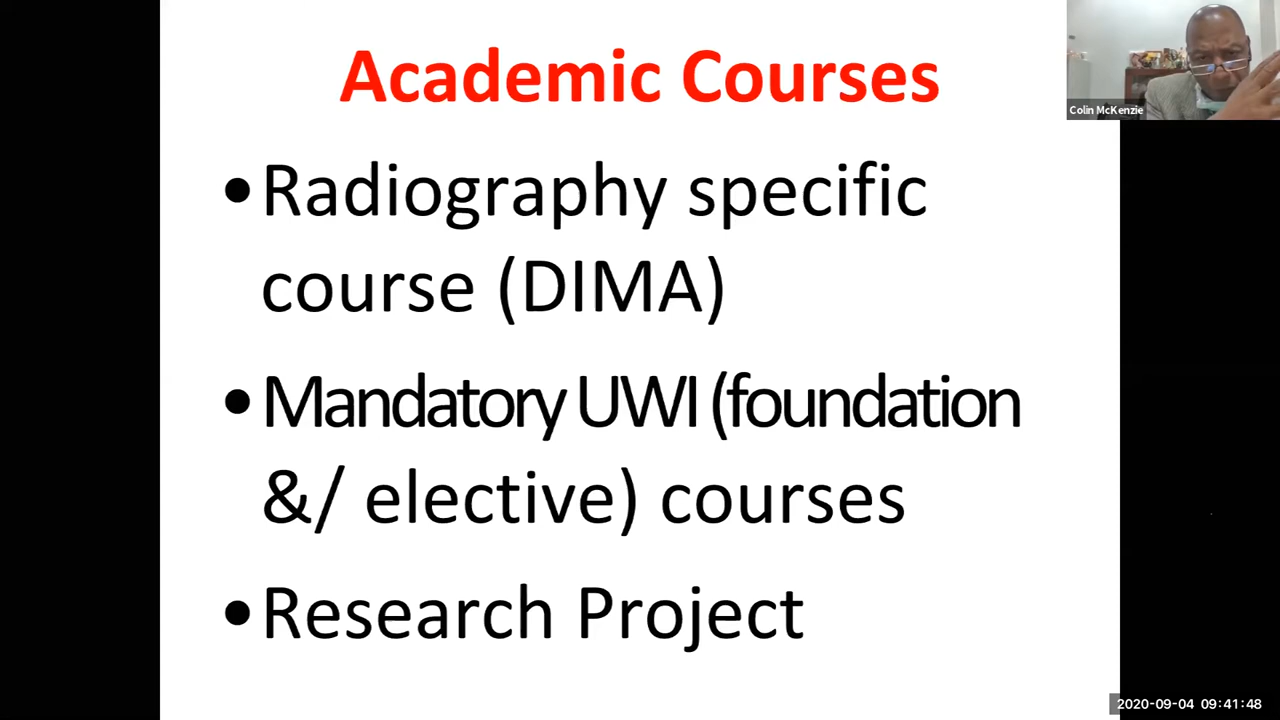 Academic Courses
Colin McKenzie
•Radiography specific
course (DIMA)
•Mandatory UWI (foundation
&/ elective) courses
•Research Project
2020-09-04 09:41:48